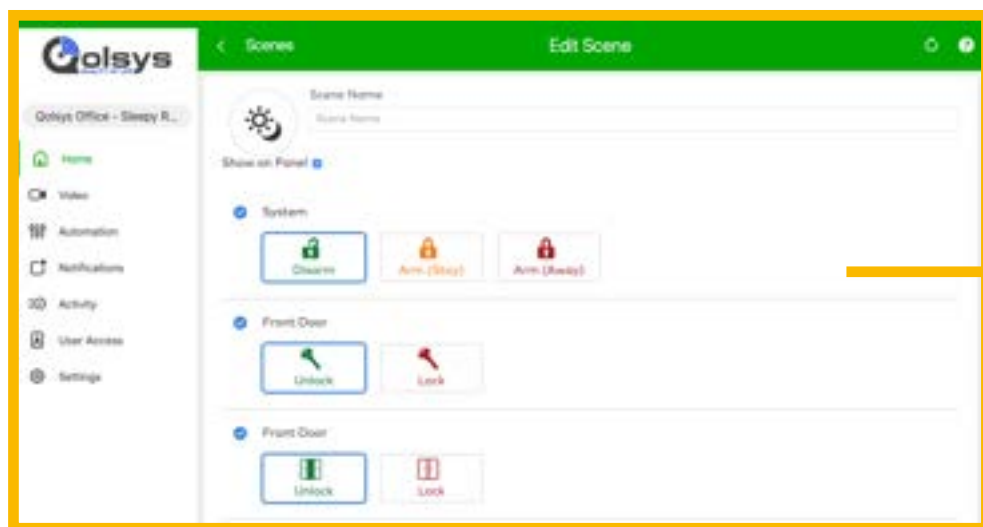 Qolsys
< Scenes
Edit Scene
Qolsys Office - Sleepy R...
Home
Video
Automation
Notifications
Activity
User Access
Settings
Scene Name
Scene Name
Show on Panel
System
Disarm
Arm (Stay)
Arm (Away)
Front Door
Unlock
Lock
Front Door
Unlock
Lock